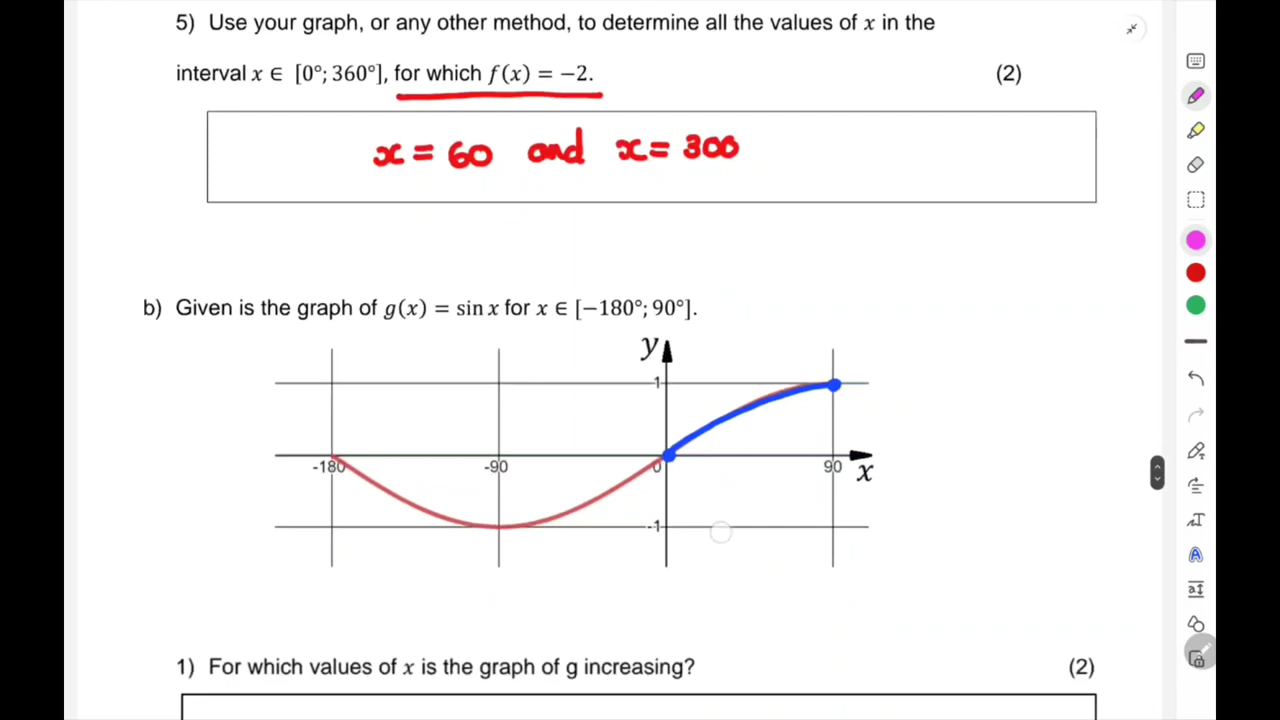 5) Use your graph, or any other method, to determine all the values of x in the
interval x ∈ [0°; 360°], for which f(x) = −2. (2)
x = 60 and x = 300
b) Given is the graph of g(x) = sin x for x ∈ [−180°; 90°].
y
1
-180 -90 0 90 x
-1
1) For which values of x is the graph of g increasing? (2)